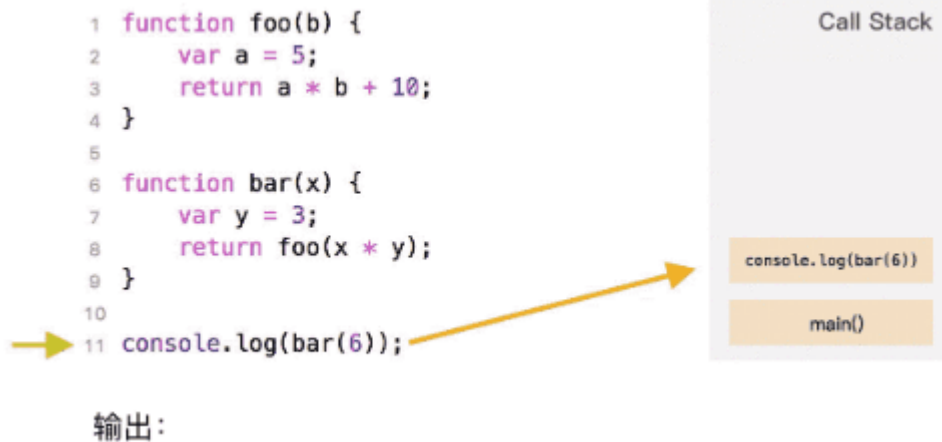 1 function foo(b) {
2     var a = 5;
3     return a * b + 10;
4 }
5
6 function bar(x) {
7     var y = 3;
8     return foo(x * y);
9 }
10
11 console.log(bar(6));
输出：
Call Stack
console.log(bar(6))
main()